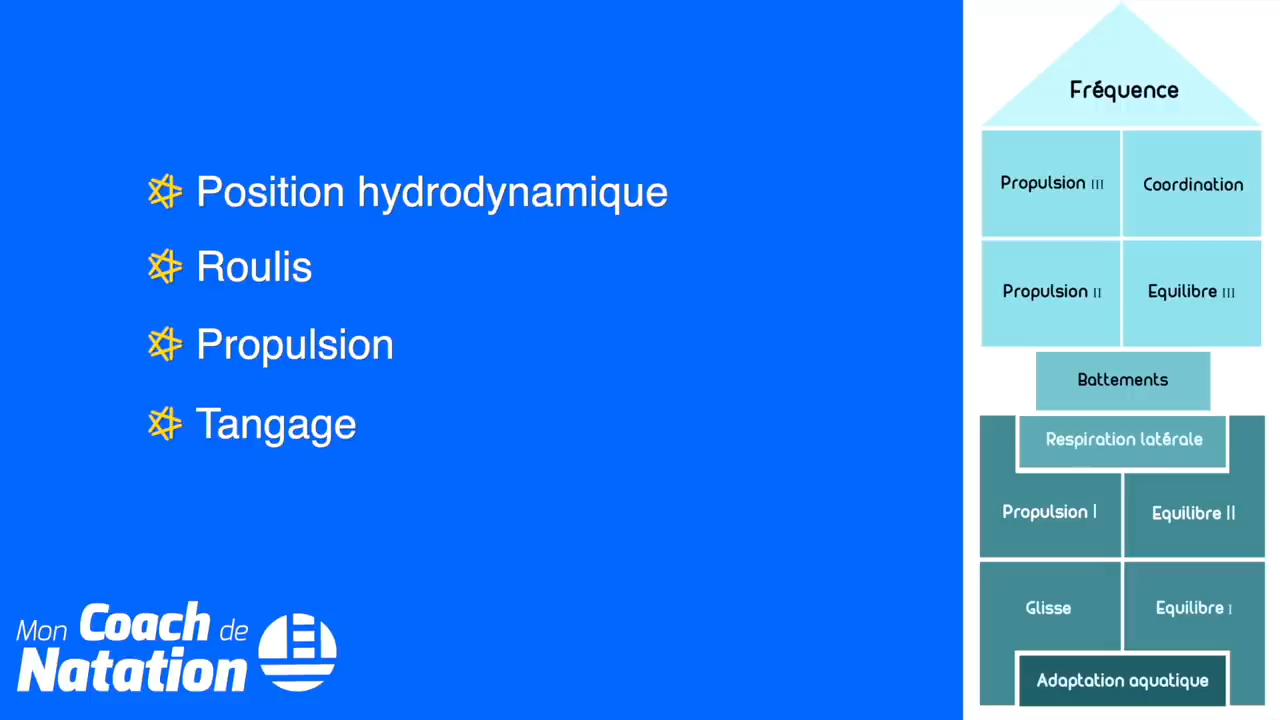 Position hydrodynamique
Roulis
Propulsion
Tangage
Mon Coach de
Natation
Fréquence
Propulsion III
Coordination
Propulsion II
Equilibre III
Battements
Respiration latérale
Propulsion I
Equilibre II
Glisse
Equilibre I
Adaptation aquatique